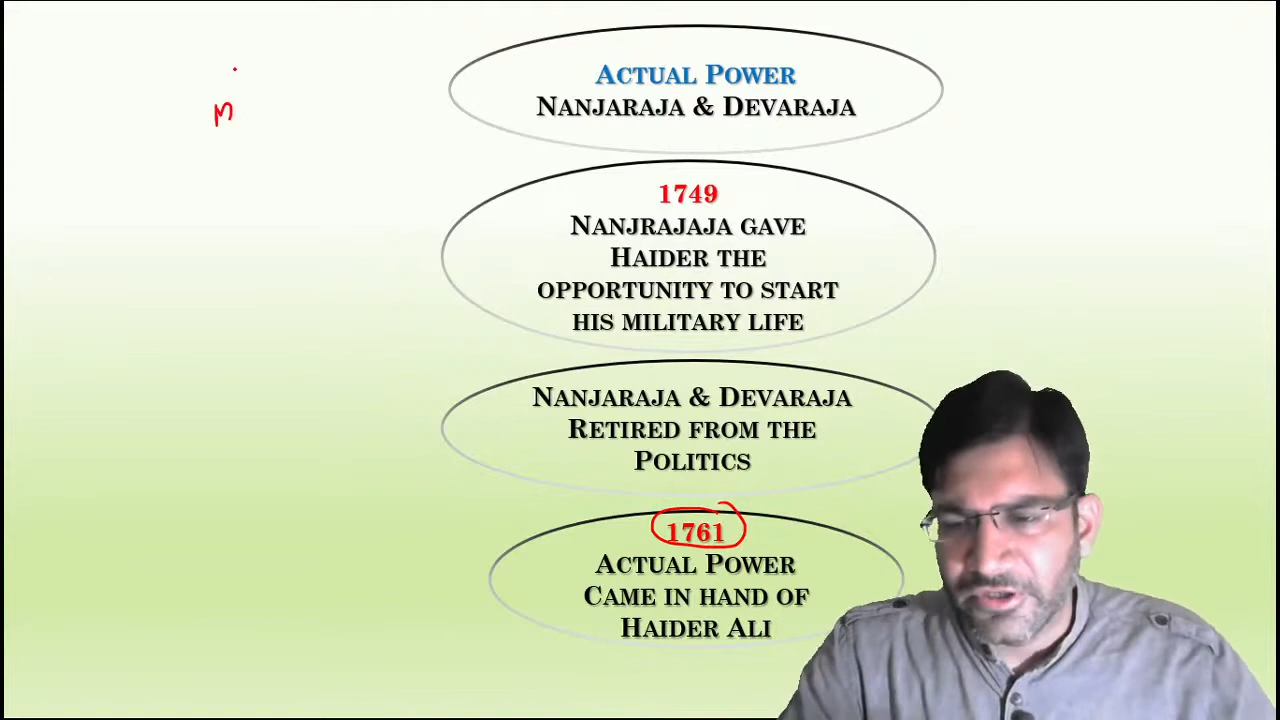 ACTUAL POWER
NANJARAJA & DEVARAJA
1749
NANJRAJAJA GAVE
HAIDER THE
OPPORTUNITY TO START
HIS MILITARY LIFE
NANJARAJA & DEVARAJA
RETIRED FROM THE
POLITICS
1761
ACTUAL POWER
CAME IN HAND OF
HAIDER ALI